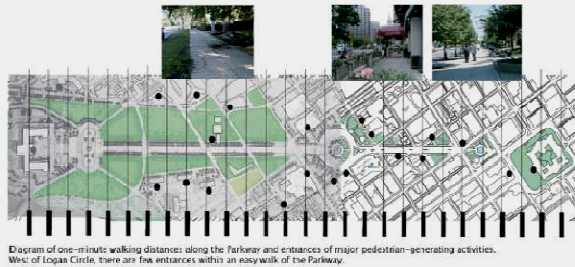 Diagram of one-minute walking distances along the Parkway and entrances of major pedestrian-generating activities.
West of Logan Circle, there are few entrances within an easy walk of the Parkway.